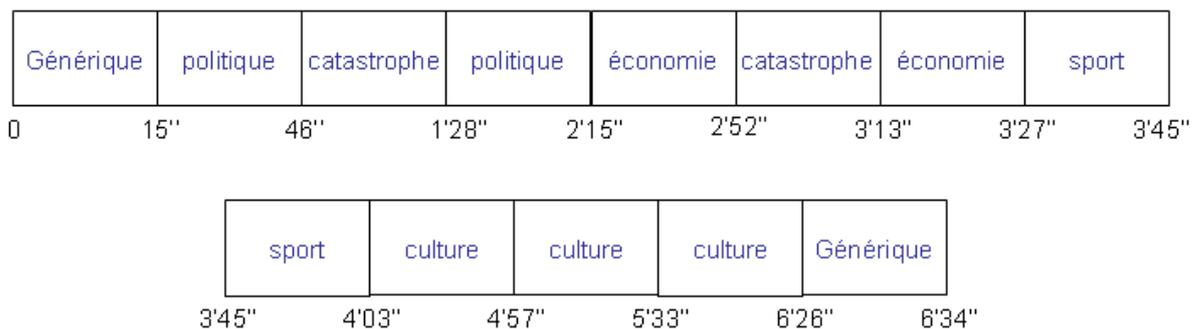 Générique politique catastrophe politique économie catastrophe économie sport
0 15" 46" 1'28" 2'15" 2'52" 3'13" 3'27" 3'45"
sport culture culture culture Générique
3'45" 4'03" 4'57" 5'33" 6'26" 6'34"